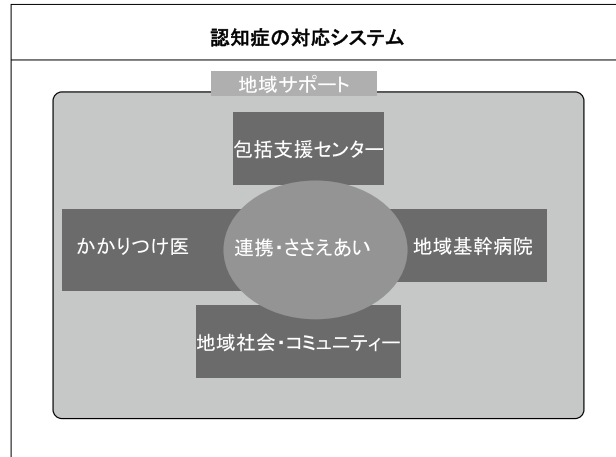 認知症の対応システム
地域サポート
包括支援センター
かかりつけ医
連携・ささえあい
地域基幹病院
地域社会・コミュニティー